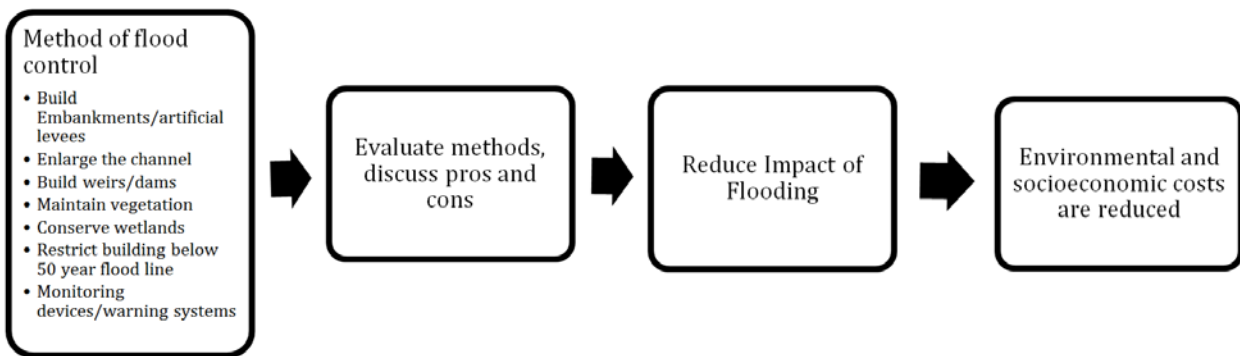 Method of flood
control
• Build
Embankments/artificial
levees
• Enlarge the channel
• Build weirs/dams
• Maintain vegetation
• Conserve wetlands
• Restrict building below
50 year flood line
• Monitoring
devices/warning systems
Evaluate methods,
discuss pros and
cons
Reduce Impact of
Flooding
Environmental and
socioeconomic costs
are reduced